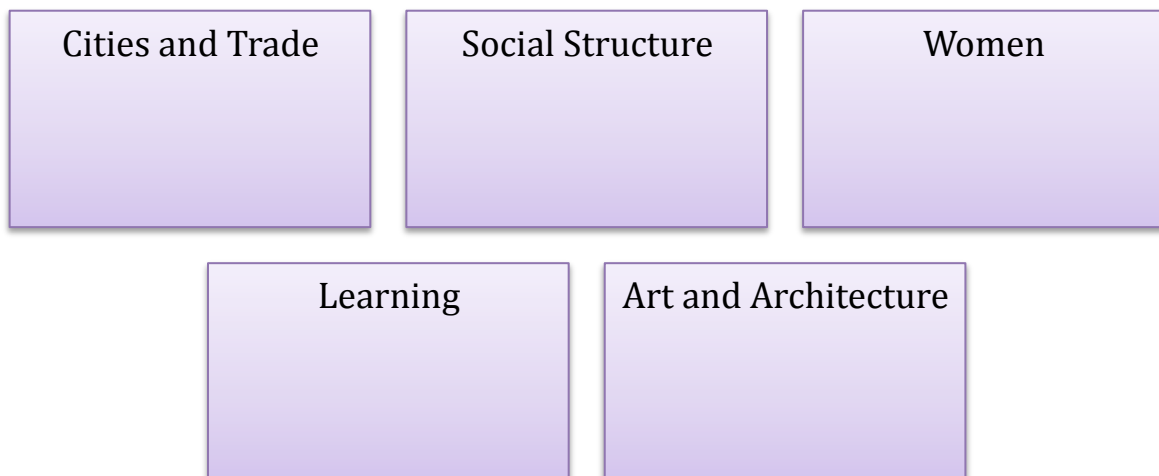 Cities and Trade
Social Structure
Women
Learning
Art and Architecture